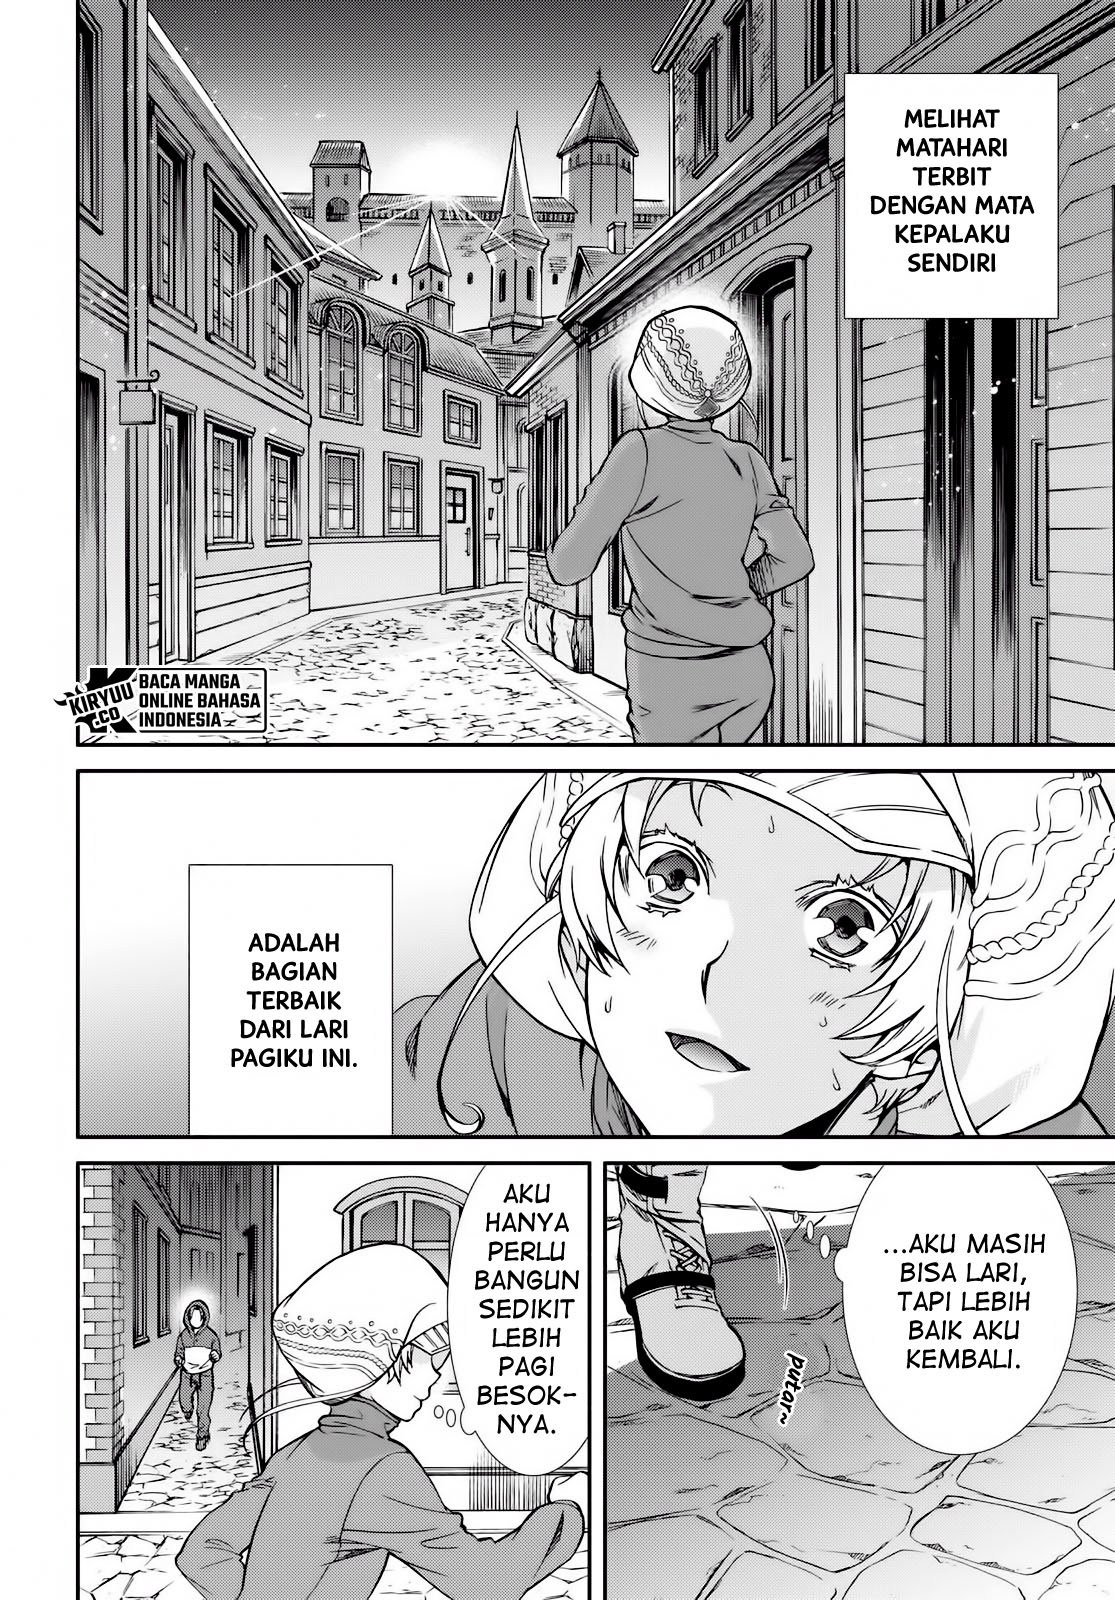 MELIHAT
MATAHARI
TERBIT
DENGAN MATA
KEPALAKU
SENDIRI
KIRYUU
.CO
BACA MANGA
ONLINE BAHASA
INDONESIA
ADALAH
BAGIAN
TERBAIK
DARI LARI
PAGIKU INI.
...AKU MASIH
BISA LARI,
TAPI LEBIH
BAIK AKU
KEMBALI.
putar~
AKU
HANYA
PERLU
BANGUN
SEDIKIT
LEBIH
PAGI
BESOK-
NYA.